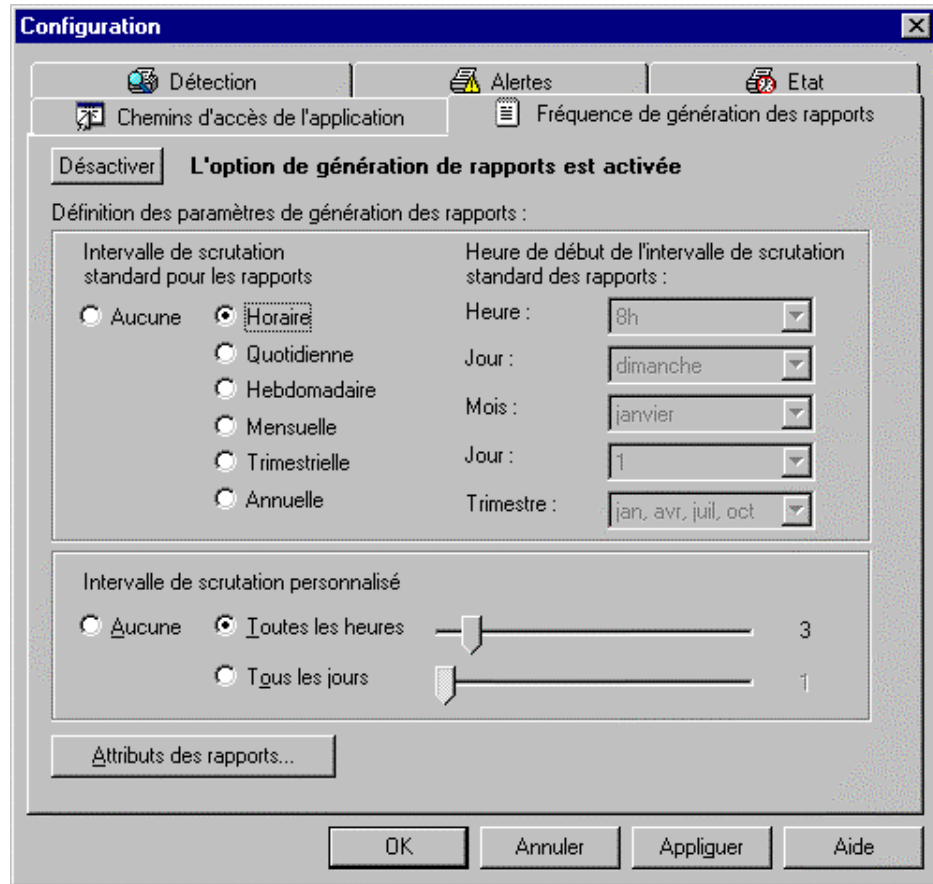 Configuration
Détection
Alertes
Etat
Chemins d'accès de l'application
Fréquence de génération des rapports
Désactiver
L'option de génération de rapports est activée
Définition des paramètres de génération des rapports :
Intervalle de scrutation
standard pour les rapports
Aucune
Horaire
Quotidienne
Hebdomadaire
Mensuelle
Trimestrielle
Annuelle
Heure de début de l'intervalle de scrutation
standard des rapports :
Heure :
8h
Jour :
dimanche
Mois :
janvier
Jour :
1
Trimestre :
jan, avr, juil, oct
Intervalle de scrutation personnalisé
Aucune
Toutes les heures
3
Tous les jours
1
Attributs des rapports...
OK
Annuler
Appliquer
Aide